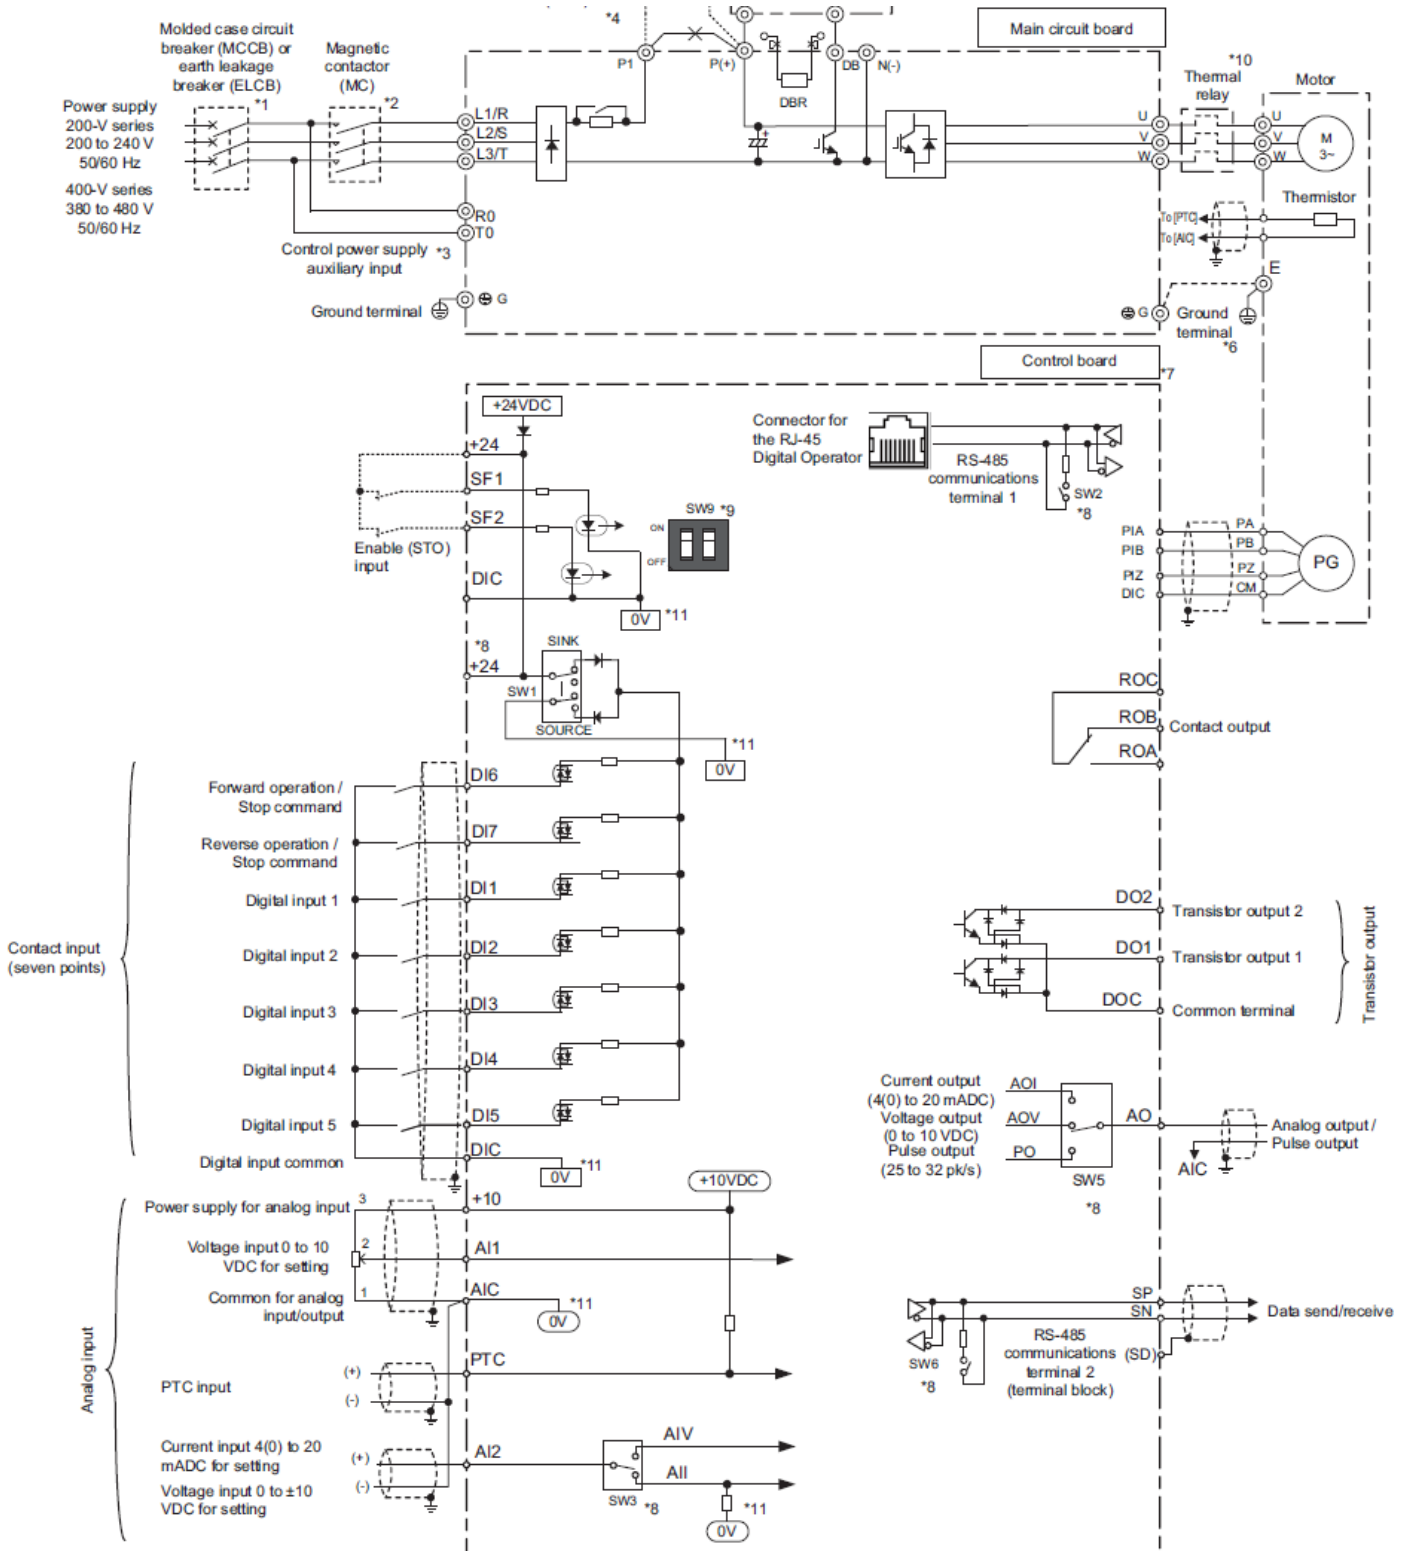 *4
Main circuit board
Molded case circuit
breaker (MCCB) or
earth leakage
breaker (ELCB)
*1
Magnetic
contactor
(MC)
*2
P1
P(+)
DBR
DB
N(-)
*10
Thermal
relay
Motor
Power supply
200-V series
200 to 240 V
50/60 Hz
400-V series
380 to 480 V
50/60 Hz
L1/R
L2/S
L3/T
R0
T0
U
V
W
U
V
W
M
3~
Thermistor
To [PTC]
To [AIC]
Control power supply
auxiliary input
*3
Ground terminal
G
E
G
Ground
terminal
*6
Control board
*7
+24VDC
+24
SF1
SF2
Enable (STO)
input
DIC
0V
*11
SW9 *9
ON
OFF
Connector for
the RJ-45
Digital Operator
RS-485
communications
terminal 1
SW2
*8
PIA
PIB
PIZ
DIC
PA
PB
PZ
CM
PG
*8
+24
SINK
SW1
SOURCE
*11
0V
ROC
ROB
ROA
Contact output
Contact input
(seven points)
Forward operation /
Stop command
DI6
Reverse operation /
Stop command
DI7
Digital input 1
DI1
Digital input 2
DI2
Digital input 3
DI3
Digital input 4
DI4
Digital input 5
DI5
Digital input common
DIC
0V
*11
DO2
Transistor output 2
DO1
Transistor output 1
DOC
Common terminal
Transistor output
Current output
(4(0) to 20 mADC)
Voltage output
(0 to 10 VDC)
Pulse output
(25 to 32 pk/s)
AOI
AOV
PO
SW5
*8
AO
Analog output /
Pulse output
AIC
Analog input
Power supply for analog input
3
+10
+10VDC
Voltage input 0 to 10
VDC for setting
2
AI1
Common for analog
input/output
1
AIC
0V
*11
PTC input
(+)
(-)
PTC
Current input 4(0) to 20
mADC for setting
Voltage input 0 to ±10
VDC for setting
(+)
(-)
AI2
AIV
AII
SW3
*8
*11
0V
SP
SN
(SD)
Data send/receive
RS-485
communications
terminal 2
(terminal block)
SW6
*8